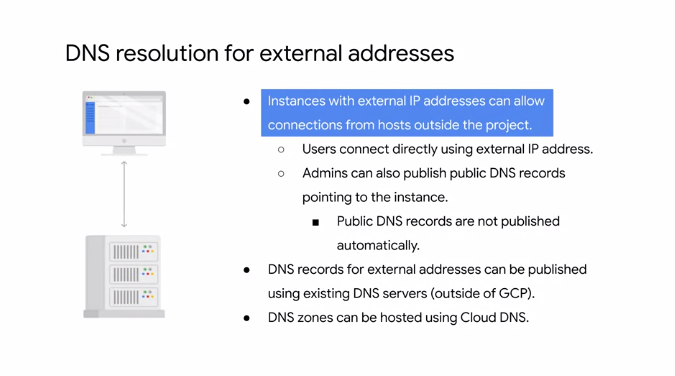 DNS resolution for external addresses
● Instances with external IP addresses can allow
connections from hosts outside the project.
○ Users connect directly using external IP address.
○ Admins can also publish public DNS records
pointing to the instance.
■ Public DNS records are not published
automatically.
● DNS records for external addresses can be published
using existing DNS servers (outside of GCP).
● DNS zones can be hosted using Cloud DNS.